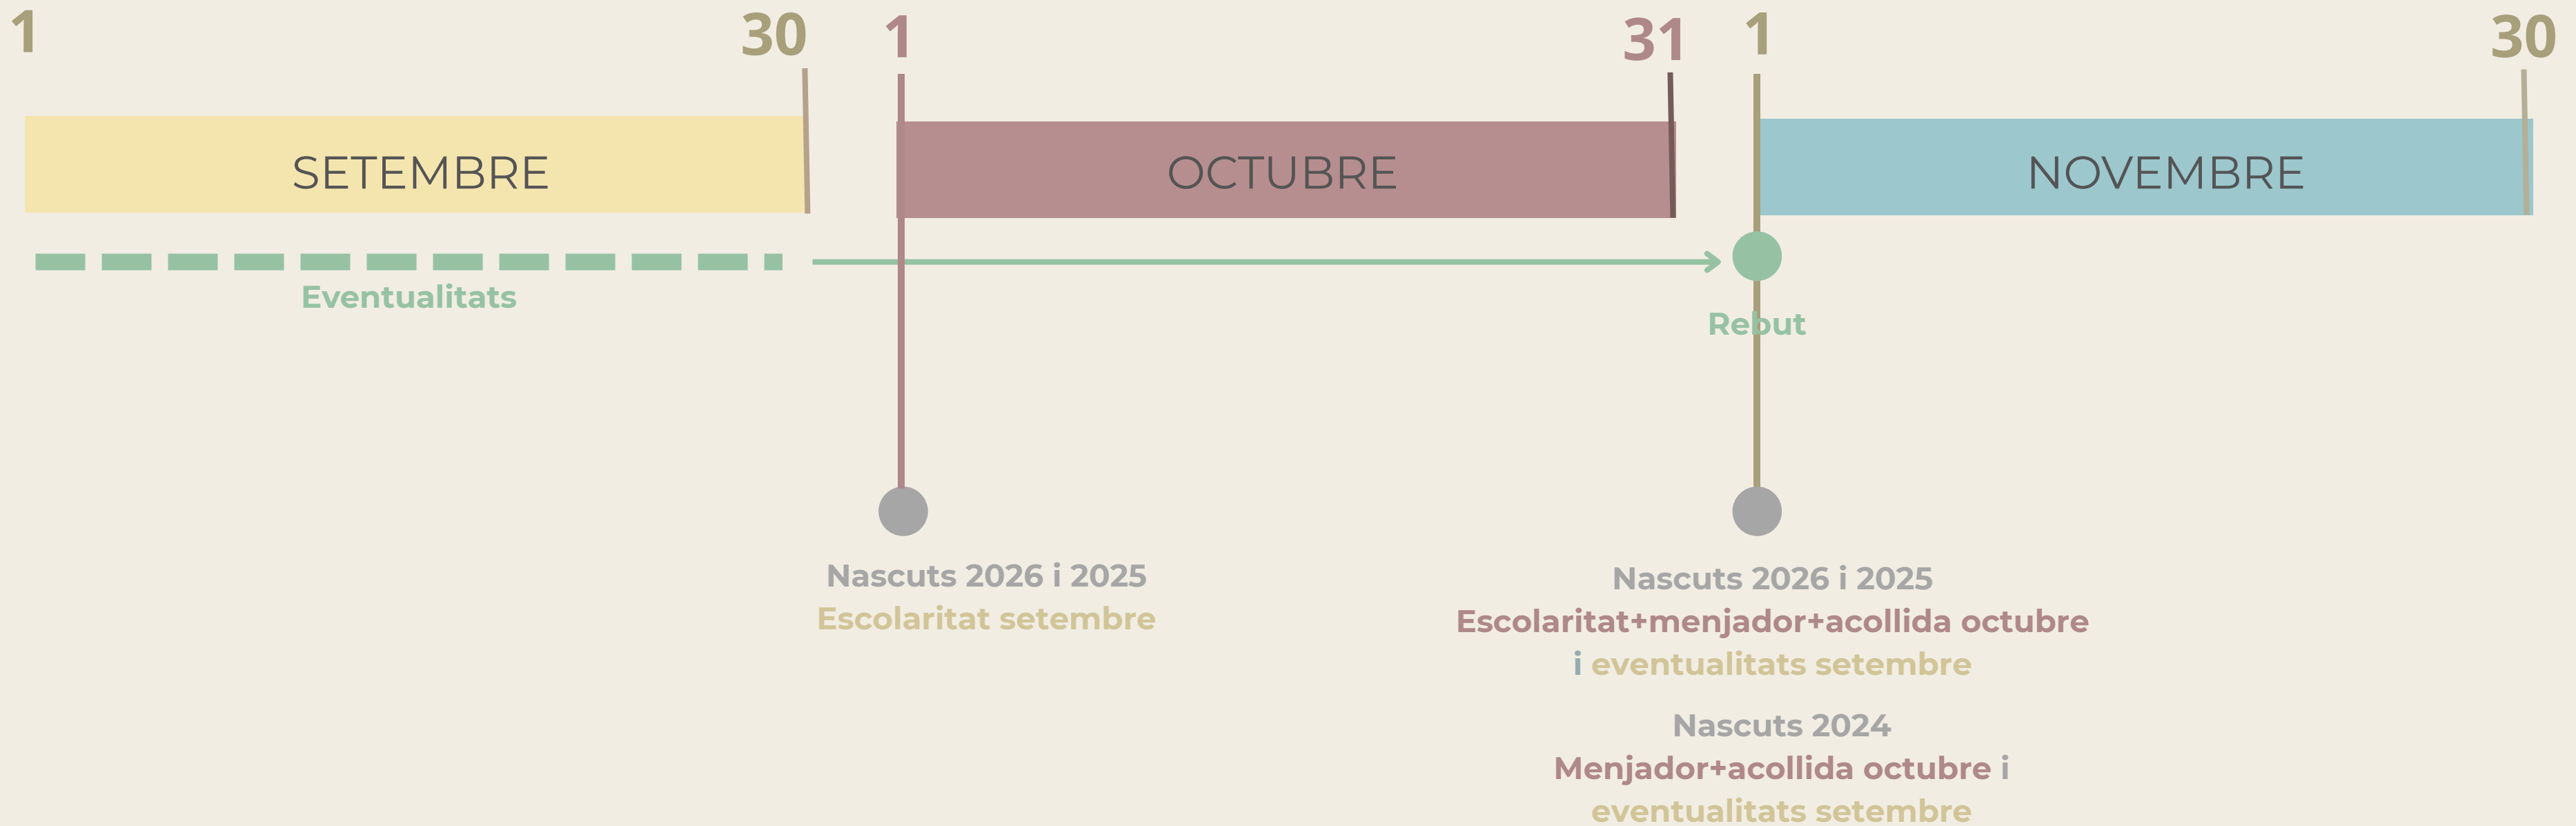 1
30
1
31
1
30
SETEMBRE
OCTUBRE
NOVEMBRE
Eventualitats
Rebut
Nascuts 2026 i 2025
Escolaritat setembre
Nascuts 2026 i 2025
Escolaritat+menjador+acollida octubre
i eventualitats setembre
Nascuts 2024
Menjador+acollida octubre i
eventualitats setembre